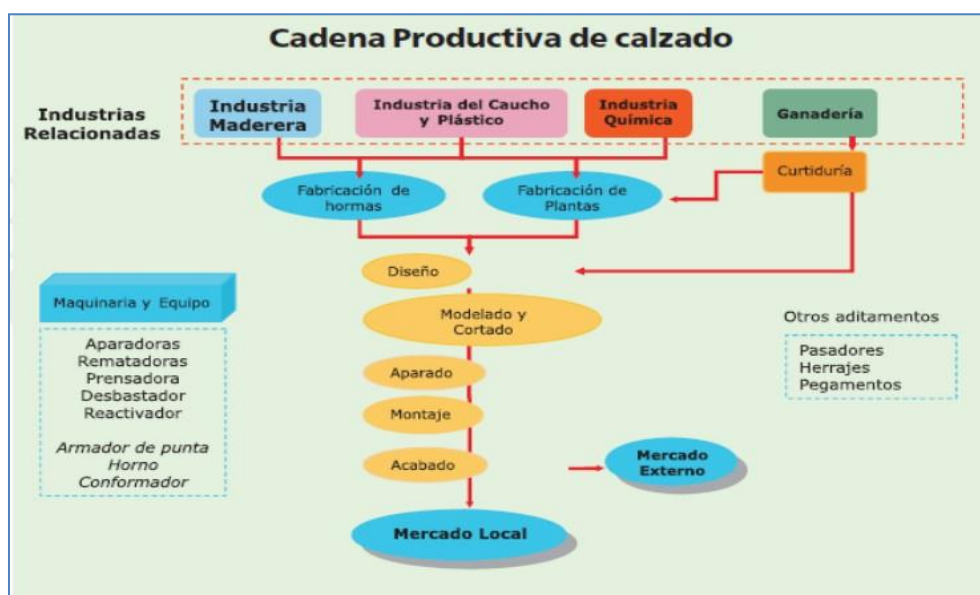 Cadena Productiva de calzado
Industrias
Relacionadas
Industria
Maderera
Industria del Caucho
y Plástico
Industria
Química
Ganadería
Curtiduría
Fabricación de
hormas
Fabricación de
Plantas
Diseño
Maquinaria y Equipo
Modelado y
Cortado
Otros aditamentos
Aparadoras
Rematadoras
Prensadora
Desbastador
Reactivador
Armador de punta
Horno
Conformador
Aparado
Montaje
Acabado
Pasadores
Herrajes
Pegamentos
Mercado
Externo
Mercado Local